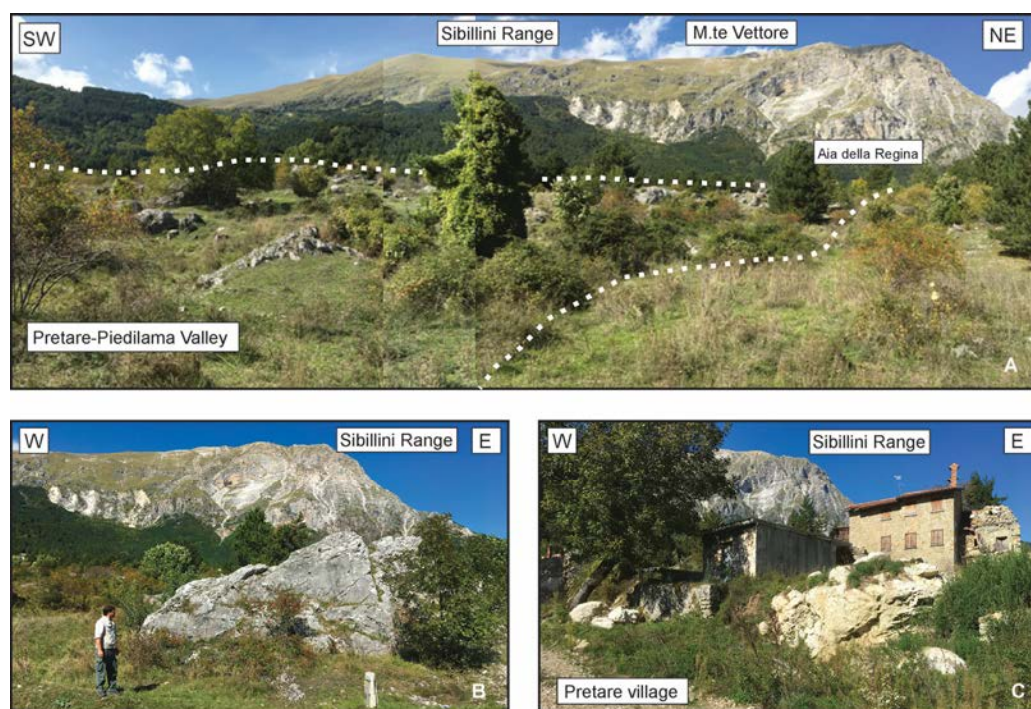 SW
Sibillini Range
M.te Vettore
NE
Aia della Regina
Pretare-Piedilama Valley
A
W
Sibillini Range
E
B
W
Sibillini Range
E
Pretare village
C